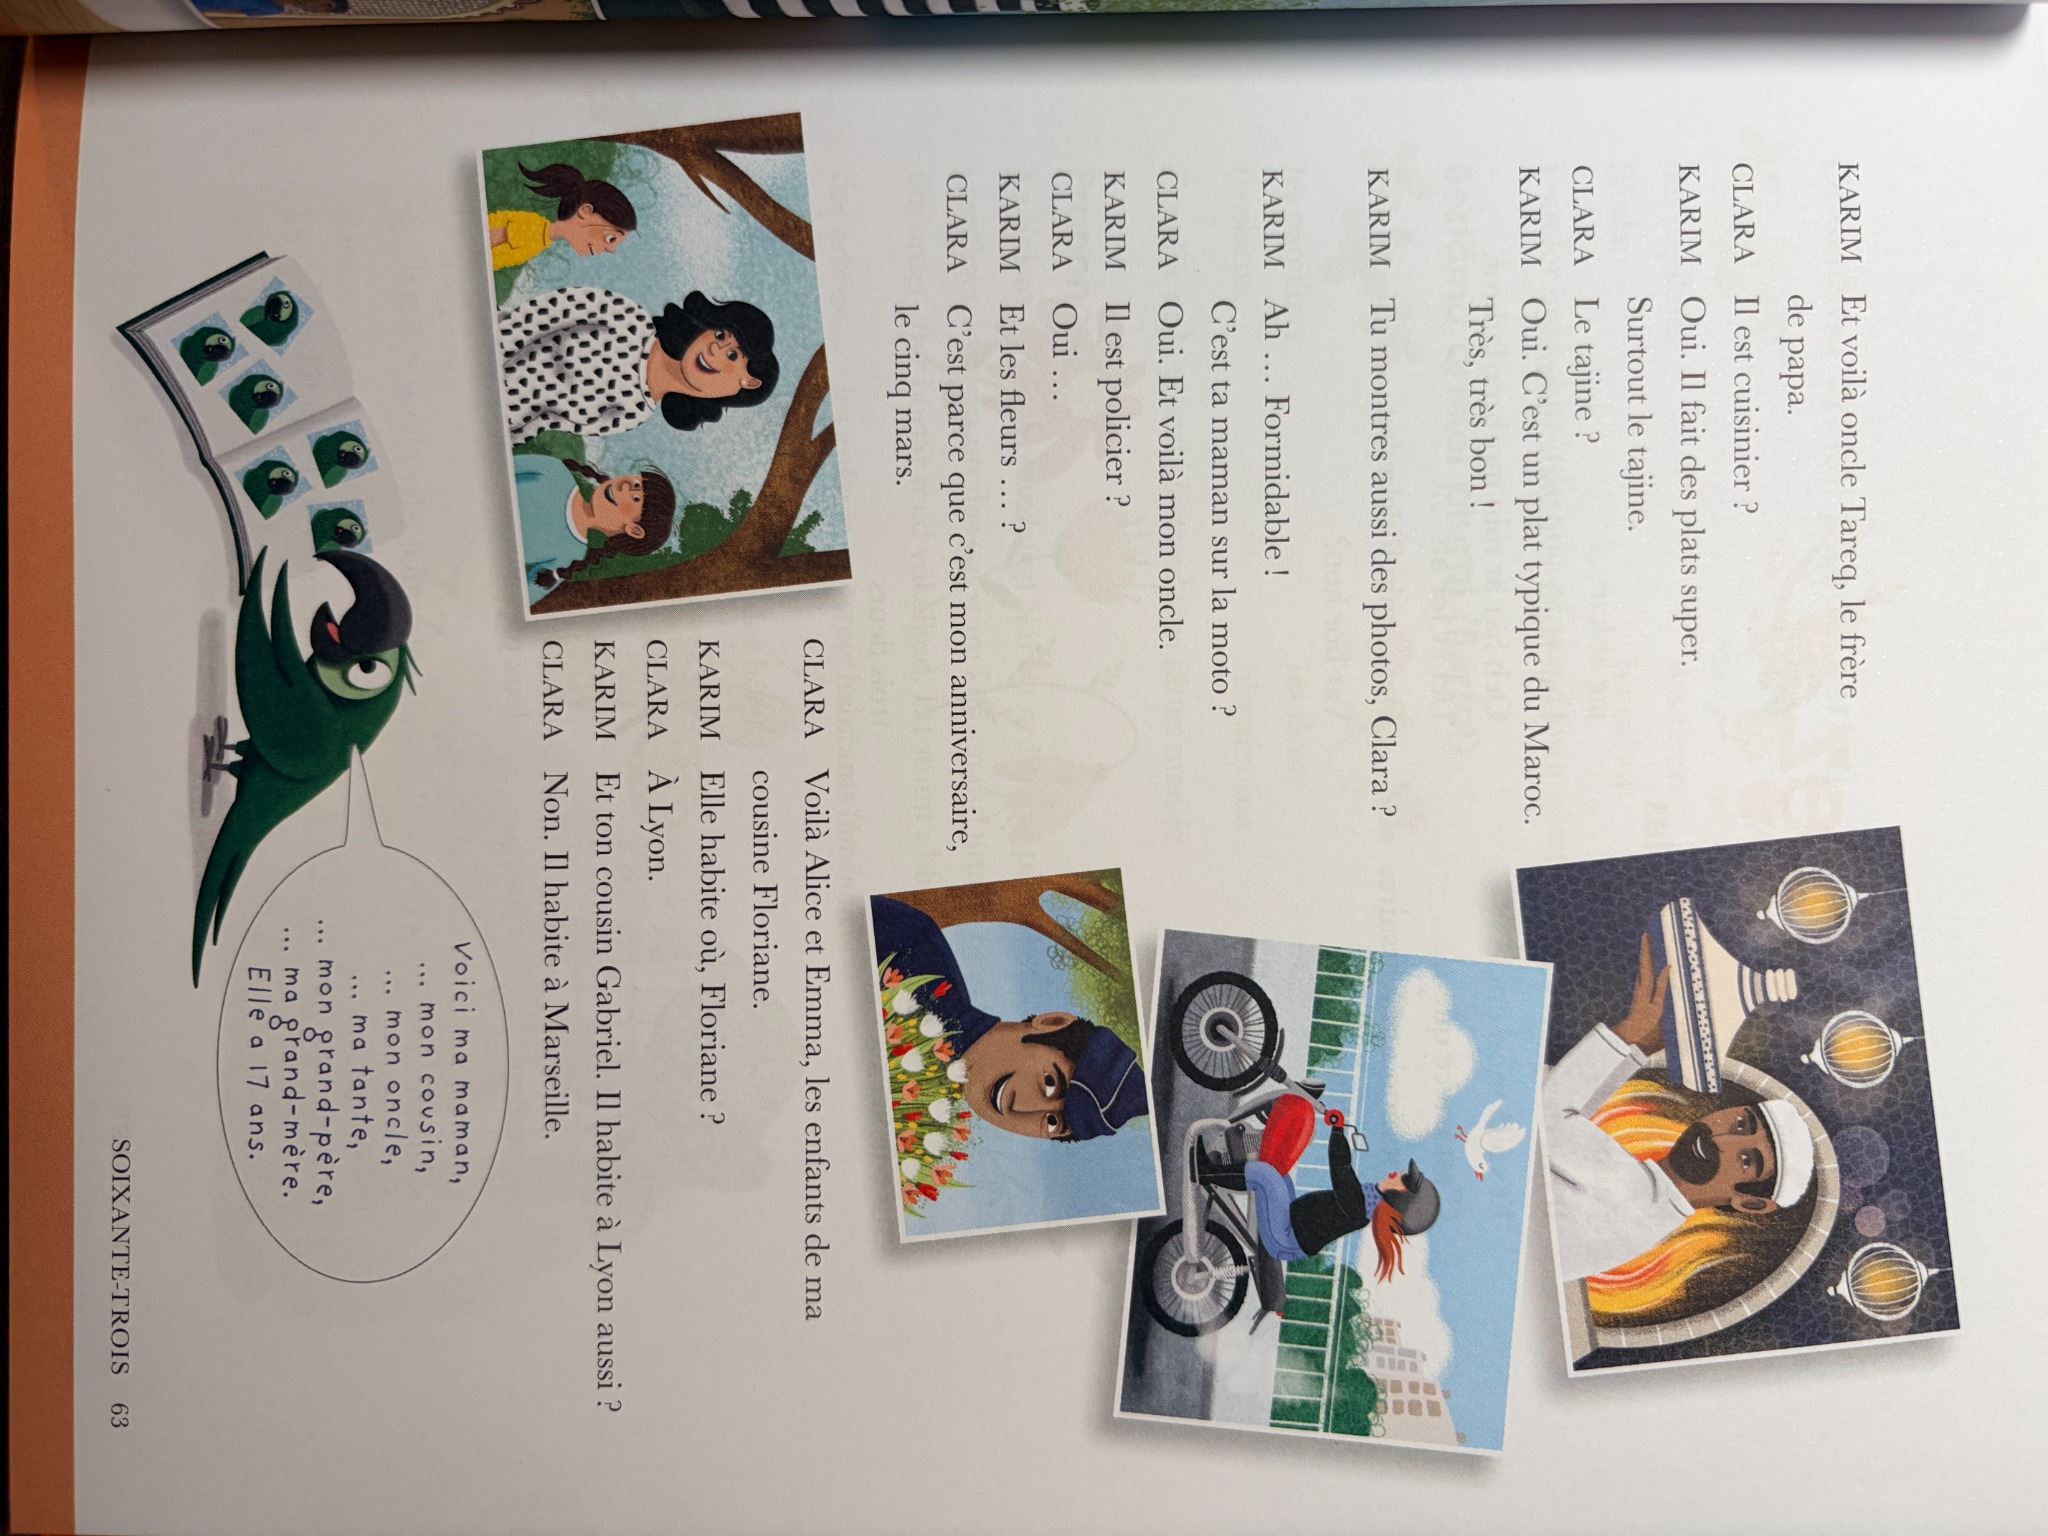 KARIM Et voilà oncle Tareq, le frère
de papa.
CLARA Il est cuisinier ?
KARIM Oui. Il fait des plats super.
Surtout le tajine.
CLARA Le tajine ?
KARIM Oui. C’est un plat typique du Maroc.
Très, très bon !
KARIM Tu montres aussi des photos, Clara ?
KARIM Ah … Formidable !
C’est ta maman sur la moto ?
CLARA Oui. Et voilà mon oncle.
KARIM Il est policier ?
CLARA Oui …
KARIM Et les fleurs … ?
CLARA C’est parce que c’est mon anniversaire,
le cinq mars.
CLARA Voilà Alice et Emma, les enfants de ma
cousine Floriane.
KARIM Elle habite où, Floriane ?
CLARA À Lyon.
KARIM Et ton cousin Gabriel. Il habite à Lyon aussi ?
CLARA Non. Il habite à Marseille.
Voici ma maman,
... mon cousin,
... mon oncle,
... ma tante,
... mon grand-père,
... ma grand-mère.
Elle a 17 ans.
SOIXANTE-TROIS 63